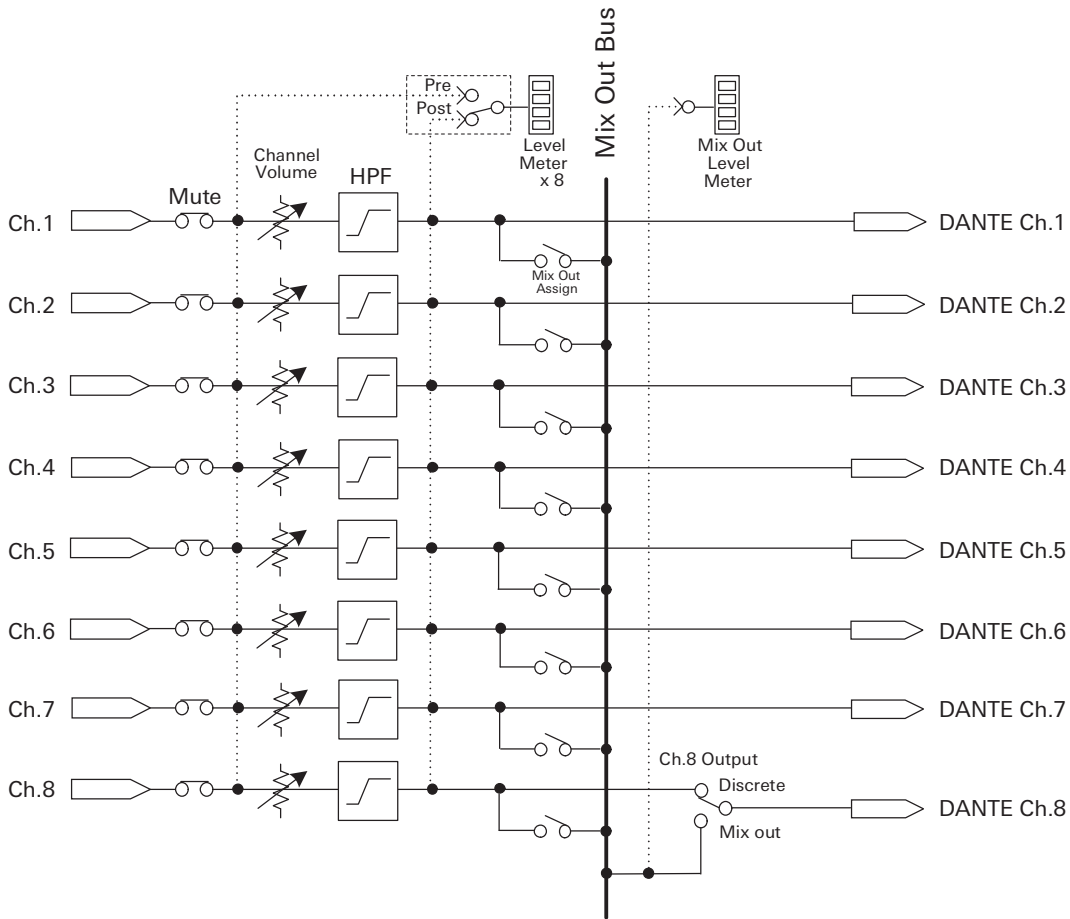 Mix Out Bus
Pre
Post
Level
Meter
x 8
Mix Out
Level
Meter
Channel
Volume
HPF
Mute
Ch.1
DANTE Ch.1
Mix Out
Assign
Ch.2
DANTE Ch.2
Ch.3
DANTE Ch.3
Ch.4
DANTE Ch.4
Ch.5
DANTE Ch.5
Ch.6
DANTE Ch.6
Ch.7
DANTE Ch.7
Ch.8 Output
Discrete
Mix out
Ch.8
DANTE Ch.8